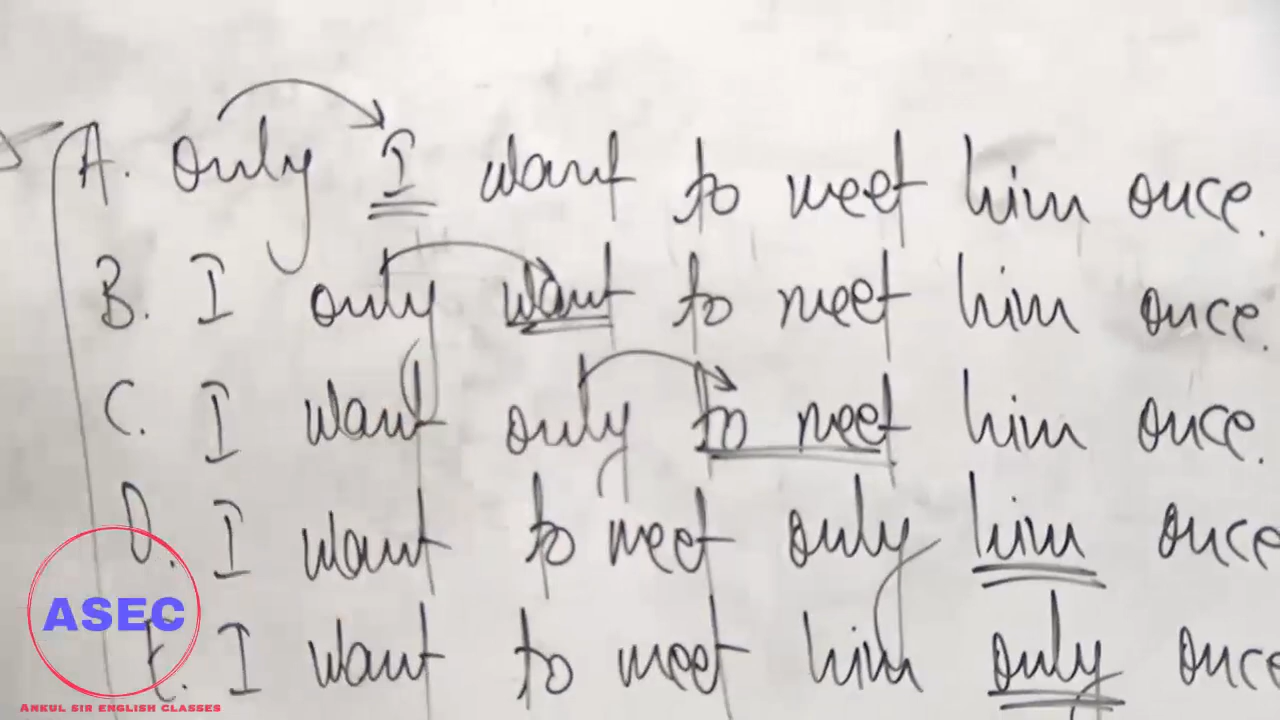 A. Only I want to meet him once.
B. I only want to meet him once.
C. I want only to meet him once.
D. I want to meet only him once
E. I want to meet him only once
ASEC
ANKUL SIR ENGLISH CLASSES